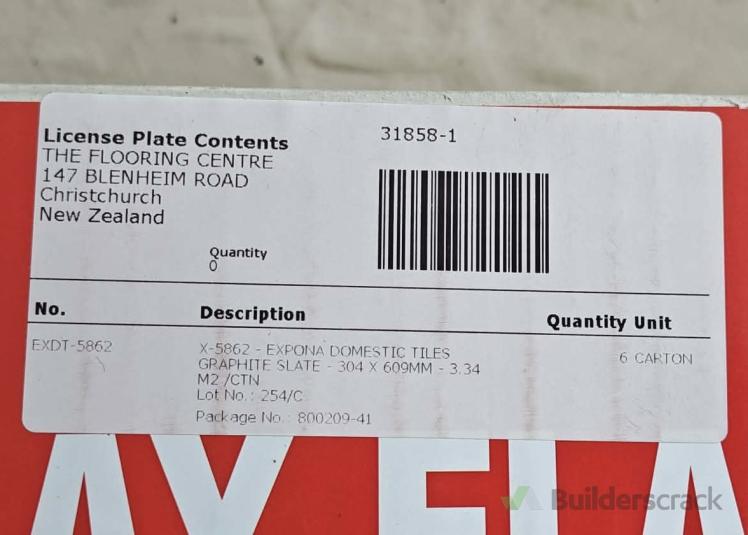 License Plate Contents
THE FLOORING CENTRE
147 BLENHEIM ROAD
Christchurch
New Zealand
31858-1
Quantity
0
No. Description Quantity Unit
EXDT-5862 X-5862 - EXPONA DOMESTIC TILES 6 CARTON
GRAPHITE SLATE - 304 X 609MM - 3.34
M2 /CTN
Lot No.: 254/C
Package No.: 800209-41
AY FLA
Builderscrack